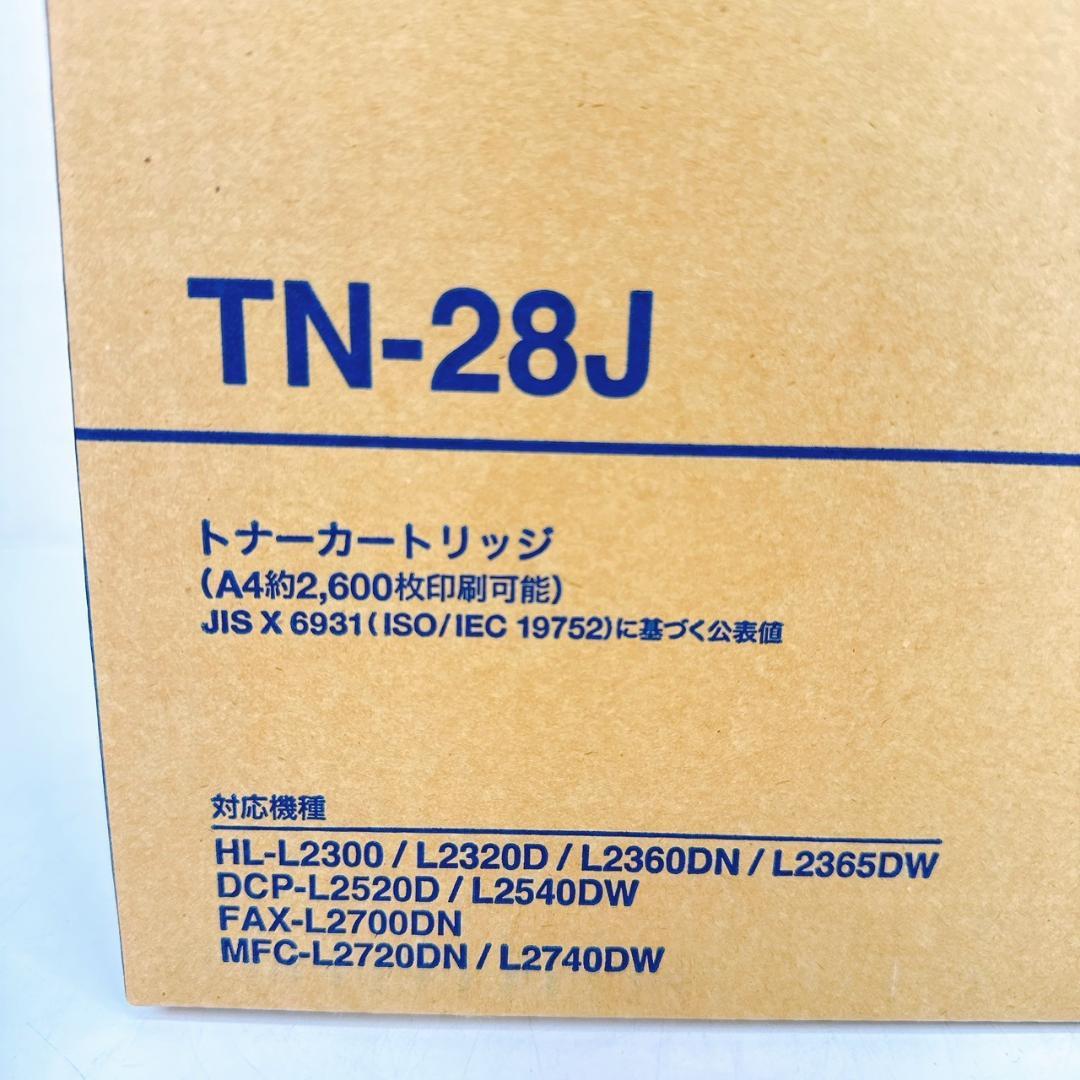 TN-28J
トナーカートリッジ
(A4約2,600枚印刷可能)
JIS X 6931(ISO/IEC 19752)に基づく公表値
対応機種
HL-L2300 / L2320D / L2360DN / L2365DW
DCP-L2520D / L2540DW
FAX-L2700DN
MFC-L2720DN / L2740DW